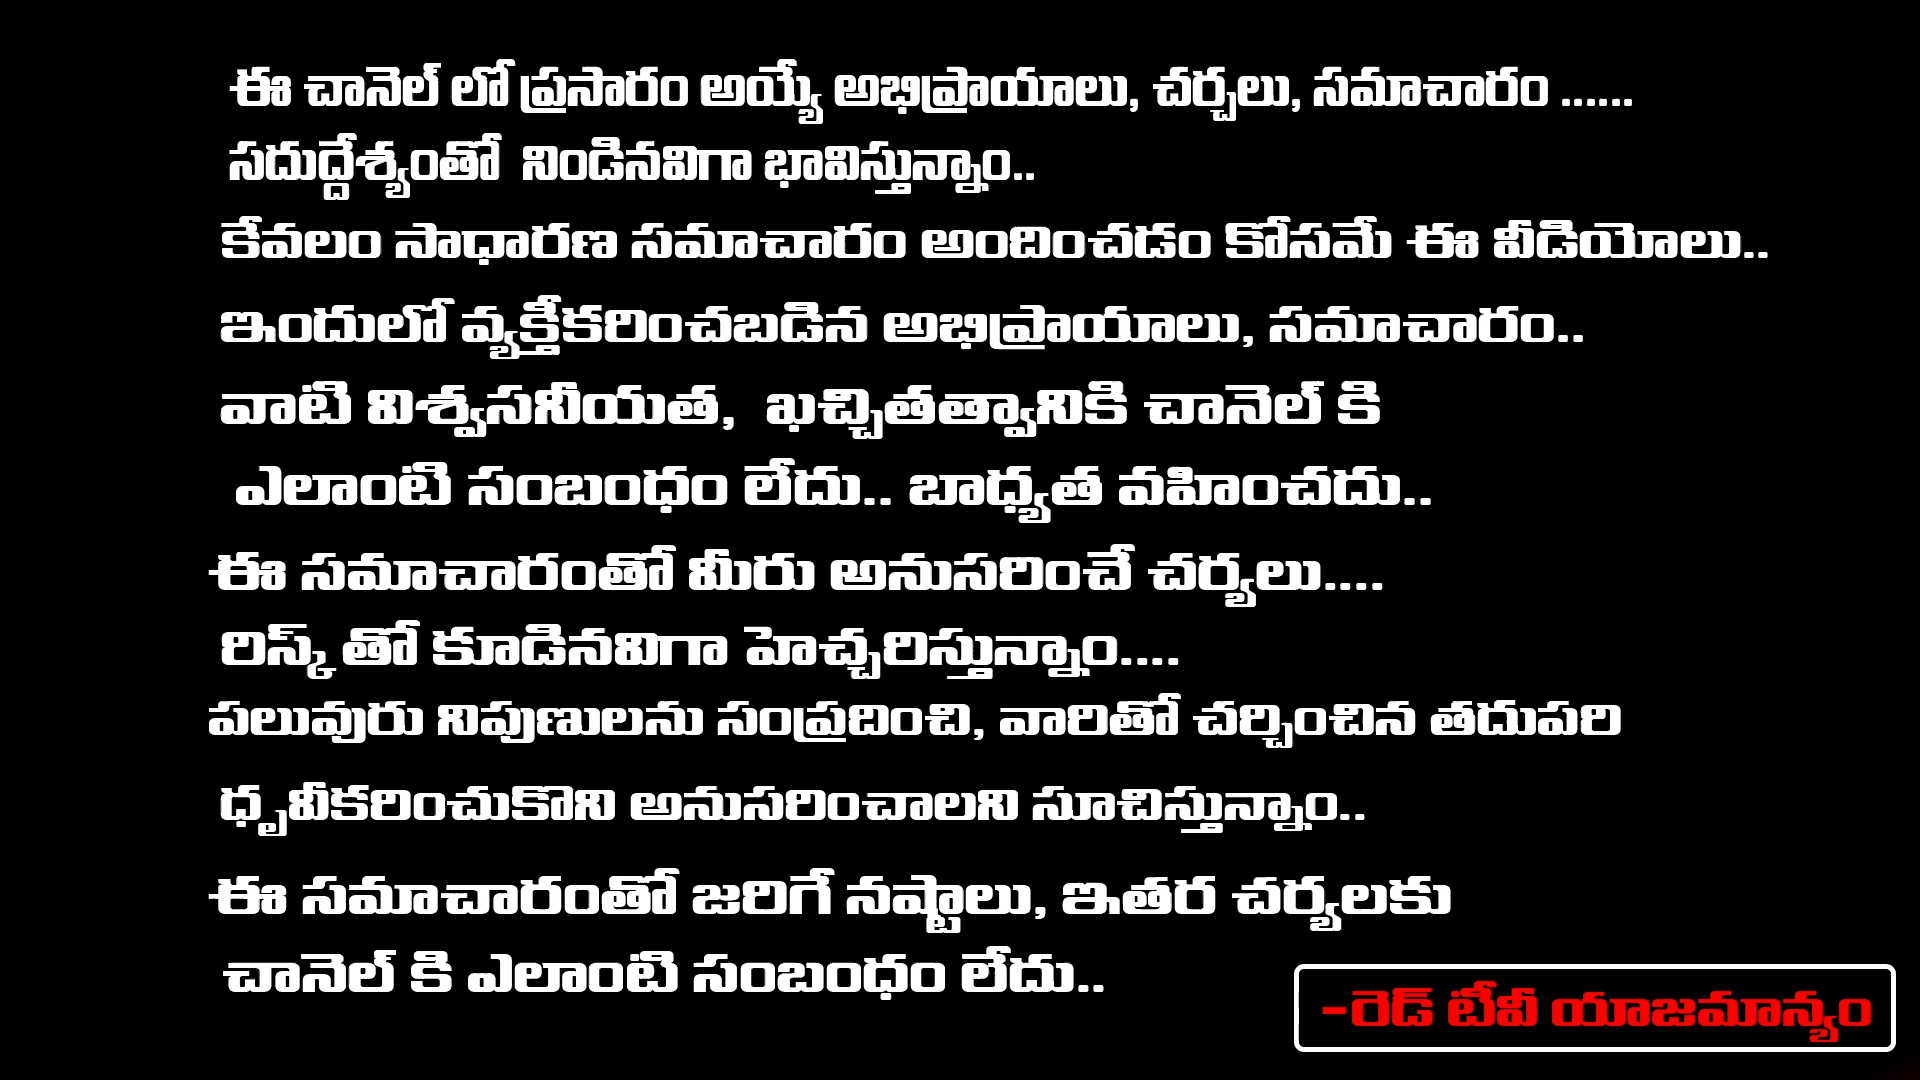 ఈ చానెల్ లో ప్రసారం అయ్యే అభిప్రాయాలు, చర్చలు, సమాచారం ......
సదుద్దేశ్యంతో నిండినవిగా భావిస్తున్నాం..
కేవలం సాధారణ సమాచారం అందించడం కోసమే ఈ వీడియోలు..
ఇందులో వ్యక్తీకరించబడిన అభిప్రాయాలు, సమాచారం..
వాటి విశ్వసనీయత, ఖచ్చితత్వానికి చానెల్ కి
ఎలాంటి సంబంధం లేదు.. బాధ్యత వహించదు..
ఈ సమాచారంతో మీరు అనుసరించే చర్యలు....
రిస్క్ తో కూడినవిగా హెచ్చరిస్తున్నాం....
పలువురు నిపుణులను సంప్రదించి, వారితో చర్చించిన తదుపరి
ధృవీకరించుకొని అనుసరించాలని సూచిస్తున్నాం..
ఈ సమాచారంతో జరిగే నష్టాలు, ఇతర చర్యలకు
చానెల్ కి ఎలాంటి సంబంధం లేదు..
-రెడ్ టీవీ యాజమాన్యం